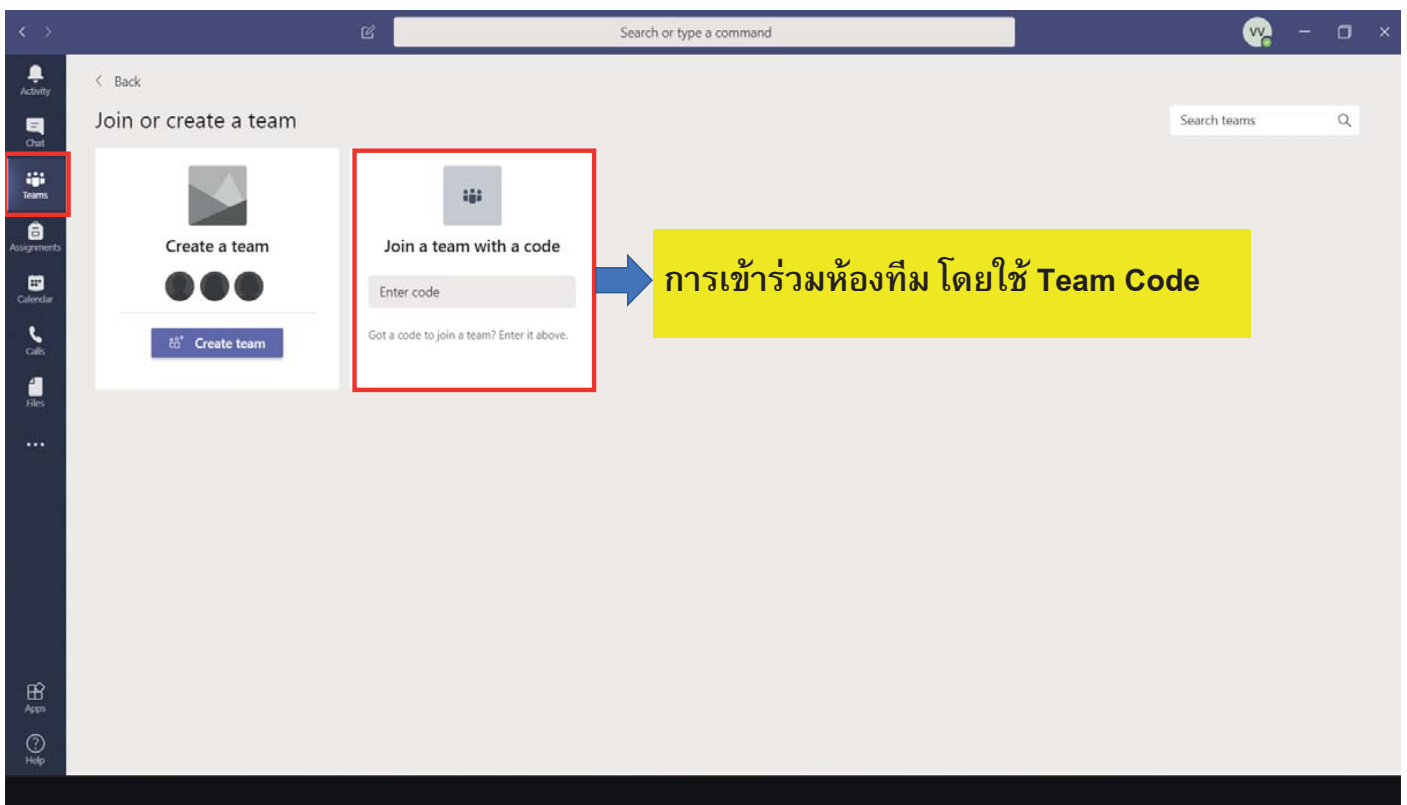 Search or type a command
VV
Activity
Back
Join or create a team
Search teams
Chat
Teams
Create a team
Join a team with a code
Assignments
Enter code
การเข้าร่วมห้องทีม โดยใช้ Team Code
Calendar
Got a code to join a team? Enter it above.
Create team
Calls
Files
Apps
Help